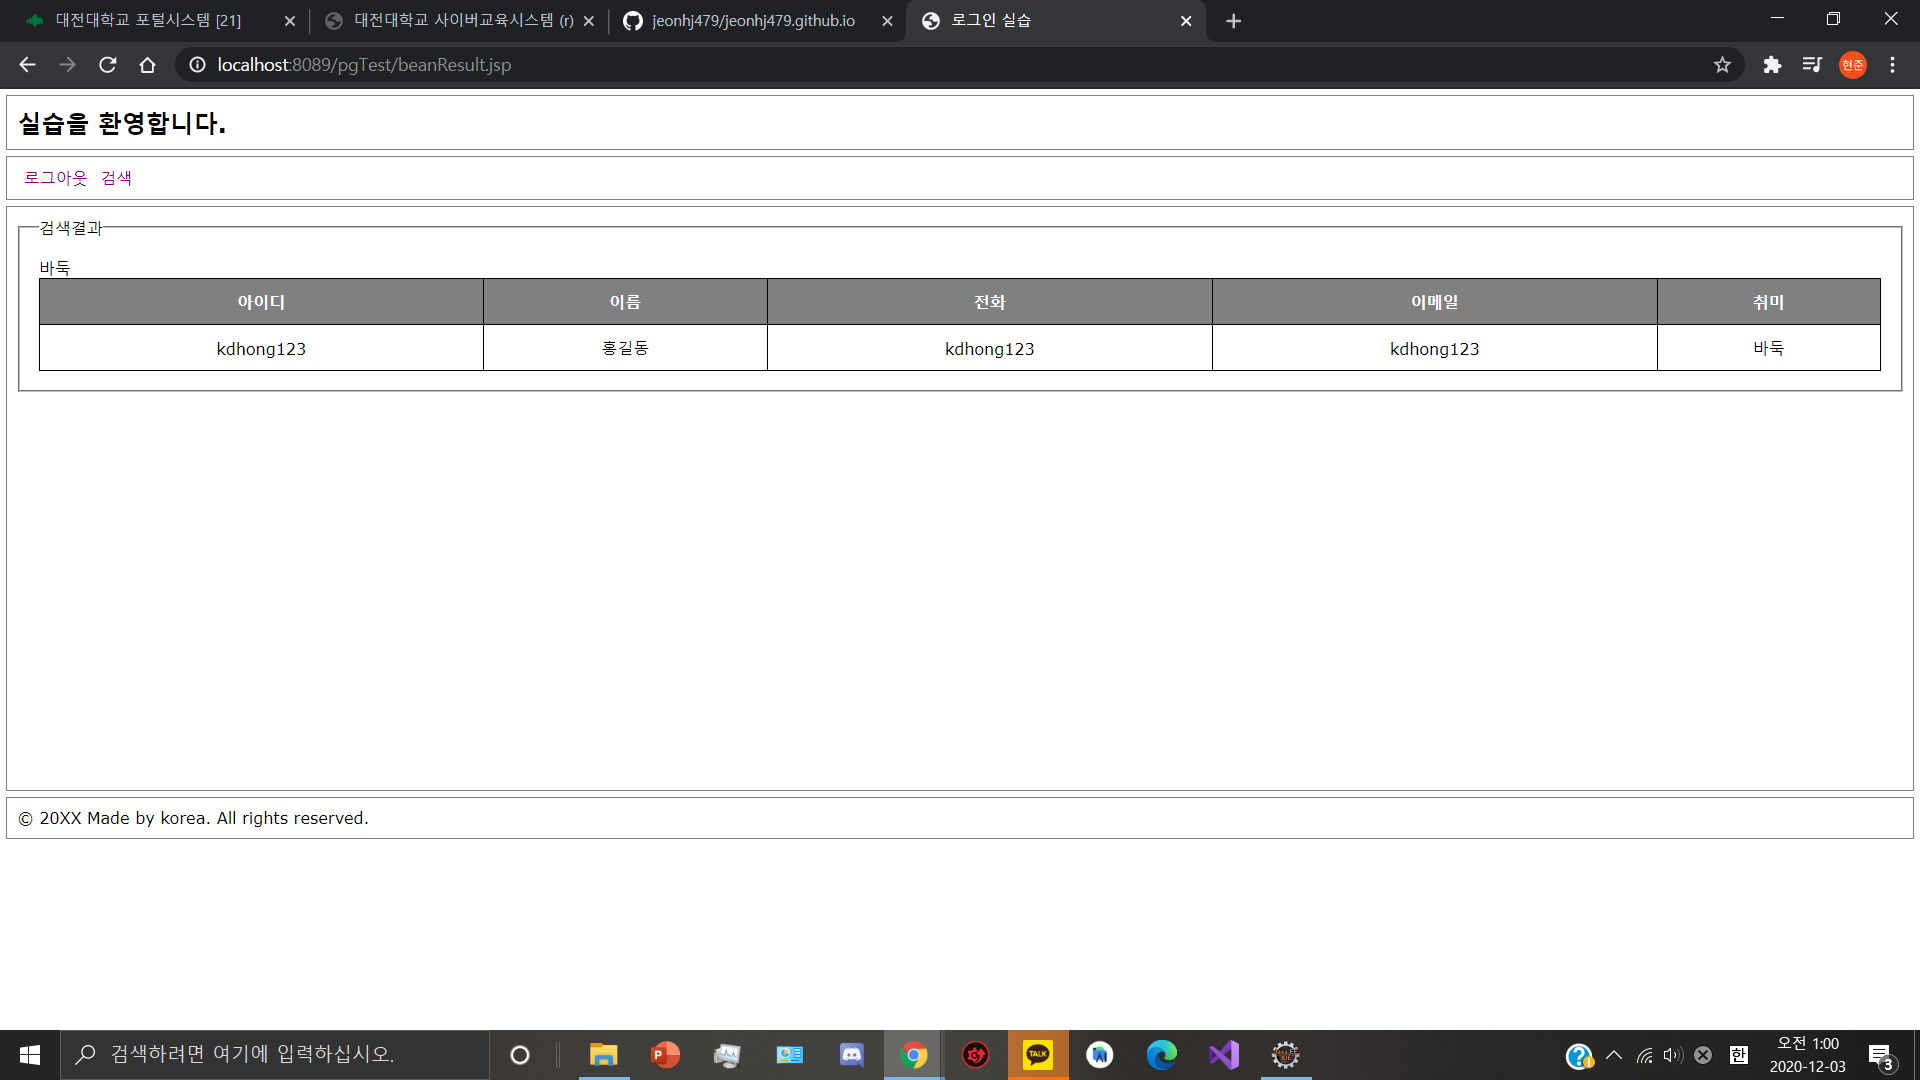 대전대학교 포털시스템 [21]
대전대학교 사이버교육시스템 (r)
jeonhj479/jeonhj479.github.io
로그인 실습
localhost:8089/pgTest/beanResult.jsp
현준
실습을 환영합니다.
로그아웃 검색
검색결과
바둑
아이디 이름 전화 이메일 취미
kdhong123 홍길동 kdhong123 kdhong123 바둑
© 20XX Made by korea. All rights reserved.
검색하려면 여기에 입력하십시오.
P
TALK
한
오전 1:00
2020-12-03
3